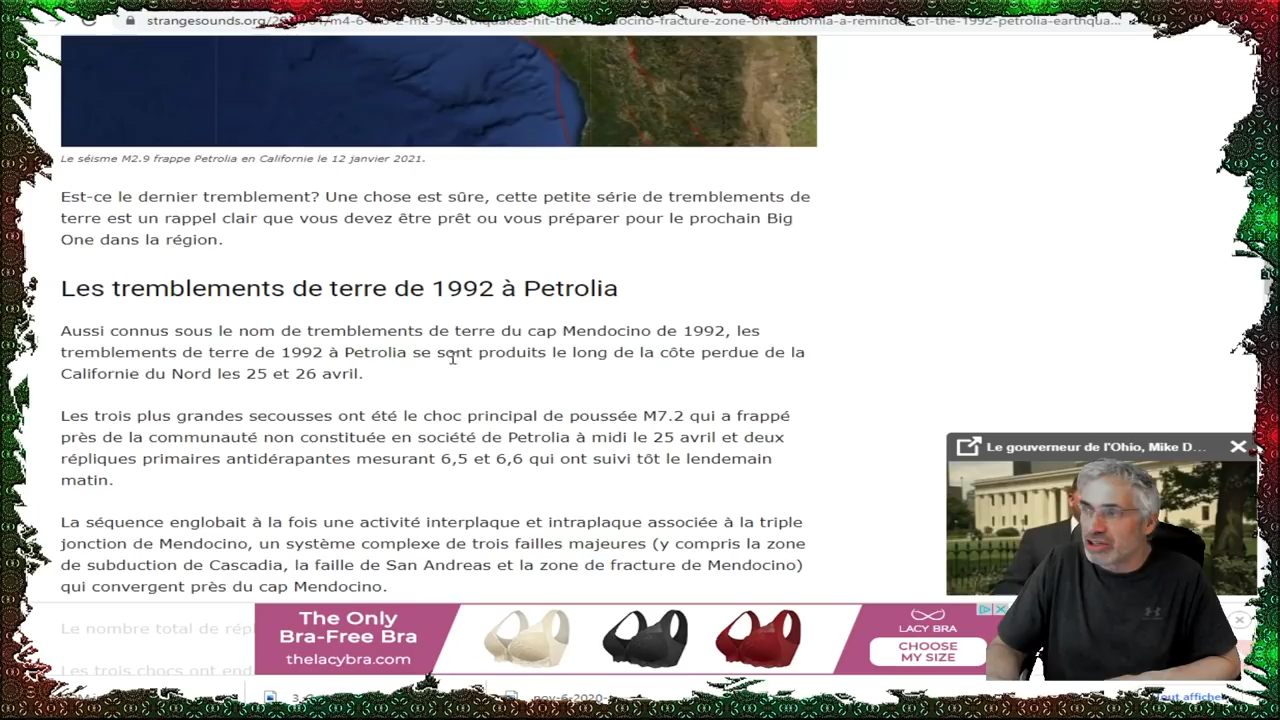 strangesounds.org/
Le séisme M2.9 frappe Petrolia en Californie le 12 janvier 2021.
Est-ce le dernier tremblement? Une chose est sûre, cette petite série de tremblements de
terre est un rappel clair que vous devez être prêt ou vous préparer pour le prochain Big
One dans la région.
Les tremblements de terre de 1992 à Petrolia
Aussi connus sous le nom de tremblements de terre du cap Mendocino de 1992, les
tremblements de terre de 1992 à Petrolia se sont produits le long de la côte perdue de la
Californie du Nord les 25 et 26 avril.
Les trois plus grandes secousses ont été le choc principal de poussée M7.2 qui a frappé
près de la communauté non constituée en société de Petrolia à midi le 25 avril et deux
répliques primaires antidérapantes mesurant 6,5 et 6,6 qui ont suivi tôt le lendemain
matin.
Le gouverneur de l'Ohio, Mike D...
La séquence englobait à la fois une activité interplaque et intraplaque associée à la triple
jonction de Mendocino, un système complexe de trois failles majeures (y compris la zone
de subduction de Cascadia, la faille de San Andreas et la zone de fracture de Mendocino)
qui convergent près du cap Mendocino.
Le nombre total de
Les trois chocs ont
The Only
Bra-Free Bra
thelacybra.com
LACY BRA
CHOOSE
MY SIZE
nov-6-2020-